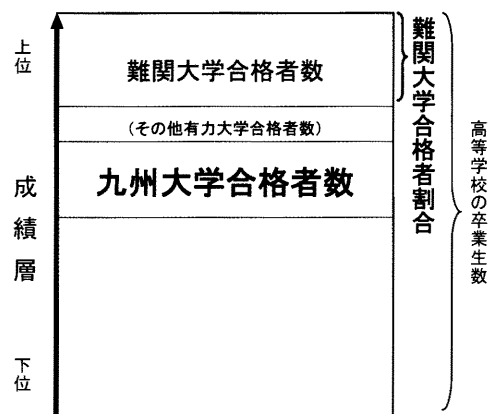 上位
成績層
下位
難関大学合格者数
(その他有力大学合格者数)
九州大学合格者数
難関大学合格者割合
高等学校の卒業生数